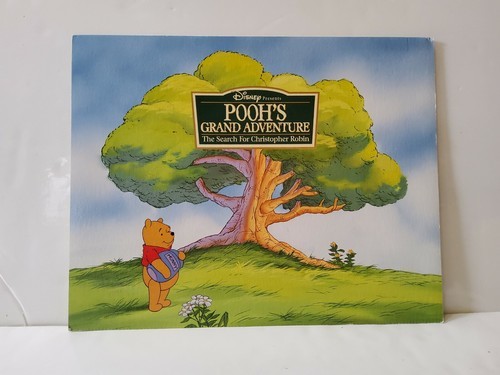 Disney Presents
POOH'S
GRAND ADVENTURE
The Search For Christopher Robin